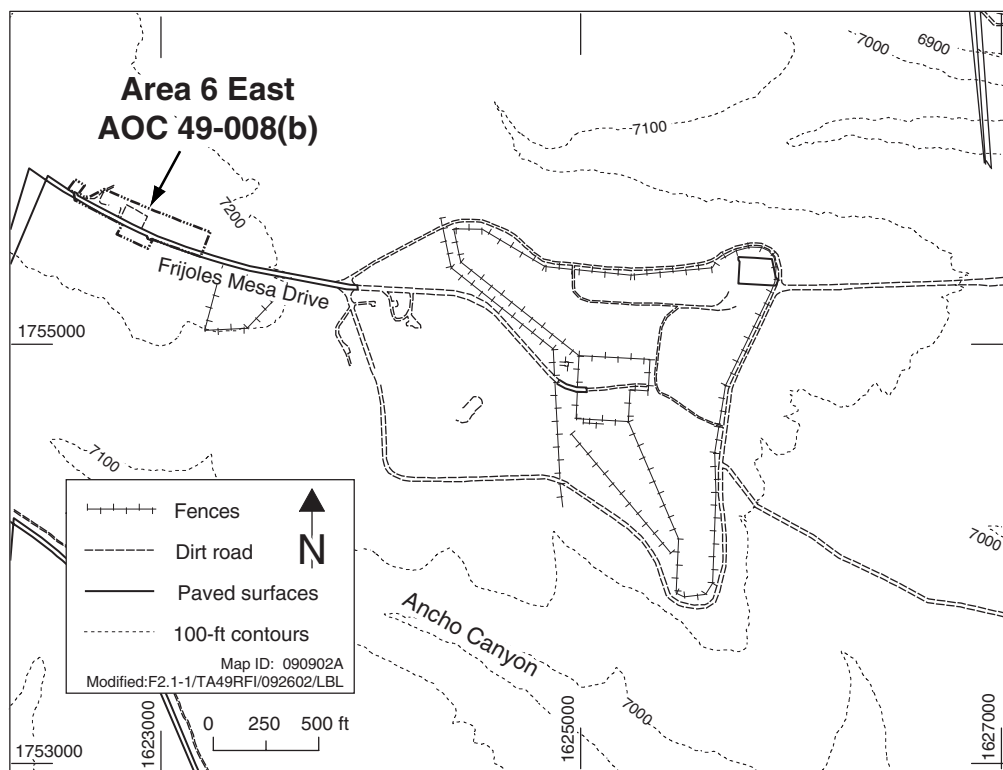 7000
6900
Area 6 East
AOC 49-008(b)
7100
7200
Frijoles Mesa Drive
1755000
7100
Fences
Dirt road
Paved surfaces
100-ft contours
N
Map ID: 090902A
Modified:F2.1-1/TA49RFI/092602/LBL
7000
Ancho Canyon
7000
0 250 500 ft
1753000
1623000
1625000
1627000